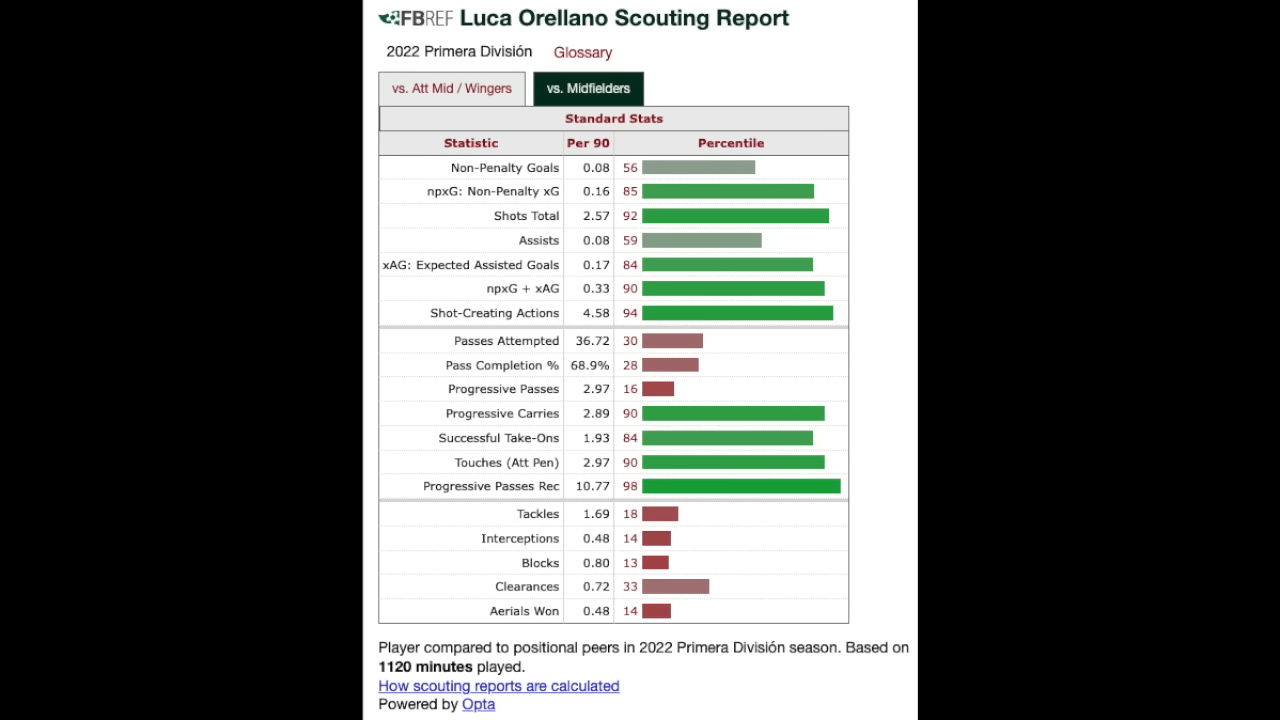 FBREF Luca Orellano Scouting Report
2022 Primera División Glossary
vs. Att Mid / Wingers vs. Midfielders
Standard Stats
Statistic Per 90 Percentile
Non-Penalty Goals 0.08 56
npxG: Non-Penalty xG 0.16 85
Shots Total 2.57 92
Assists 0.08 59
xAG: Expected Assisted Goals 0.17 84
npxG + xAG 0.33 90
Shot-Creating Actions 4.58 94
Passes Attempted 36.72 30
Pass Completion % 68.9% 28
Progressive Passes 2.97 16
Progressive Carries 2.89 90
Successful Take-Ons 1.93 84
Touches (Att Pen) 2.97 90
Progressive Passes Rec 10.77 98
Tackles 1.69 18
Interceptions 0.48 14
Blocks 0.80 13
Clearances 0.72 33
Aerials Won 0.48 14
Player compared to positional peers in 2022 Primera División season. Based on
1120 minutes played.
How scouting reports are calculated
Powered by Opta